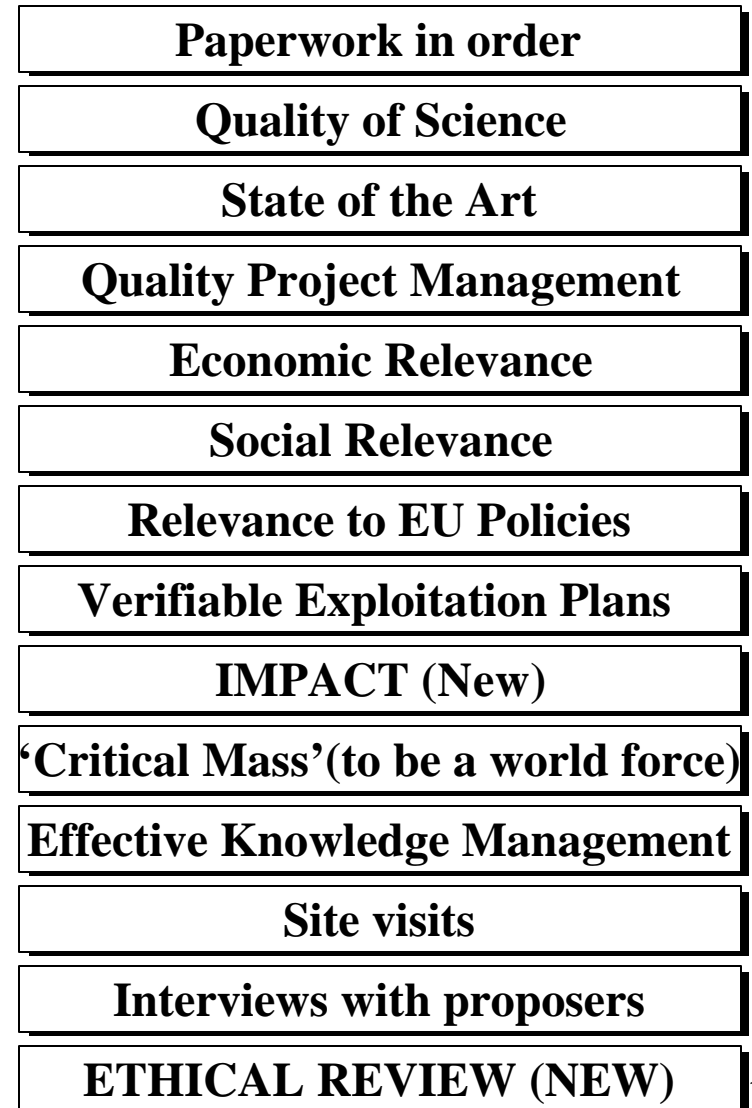 Paperwork in order
Quality of Science
State of the Art
Quality Project Management
Economic Relevance
Social Relevance
Relevance to EU Policies
Verifiable Exploitation Plans
IMPACT (New)
‘Critical Mass’(to be a world force)
Effective Knowledge Management
Site visits
Interviews with proposers
ETHICAL REVIEW (NEW)